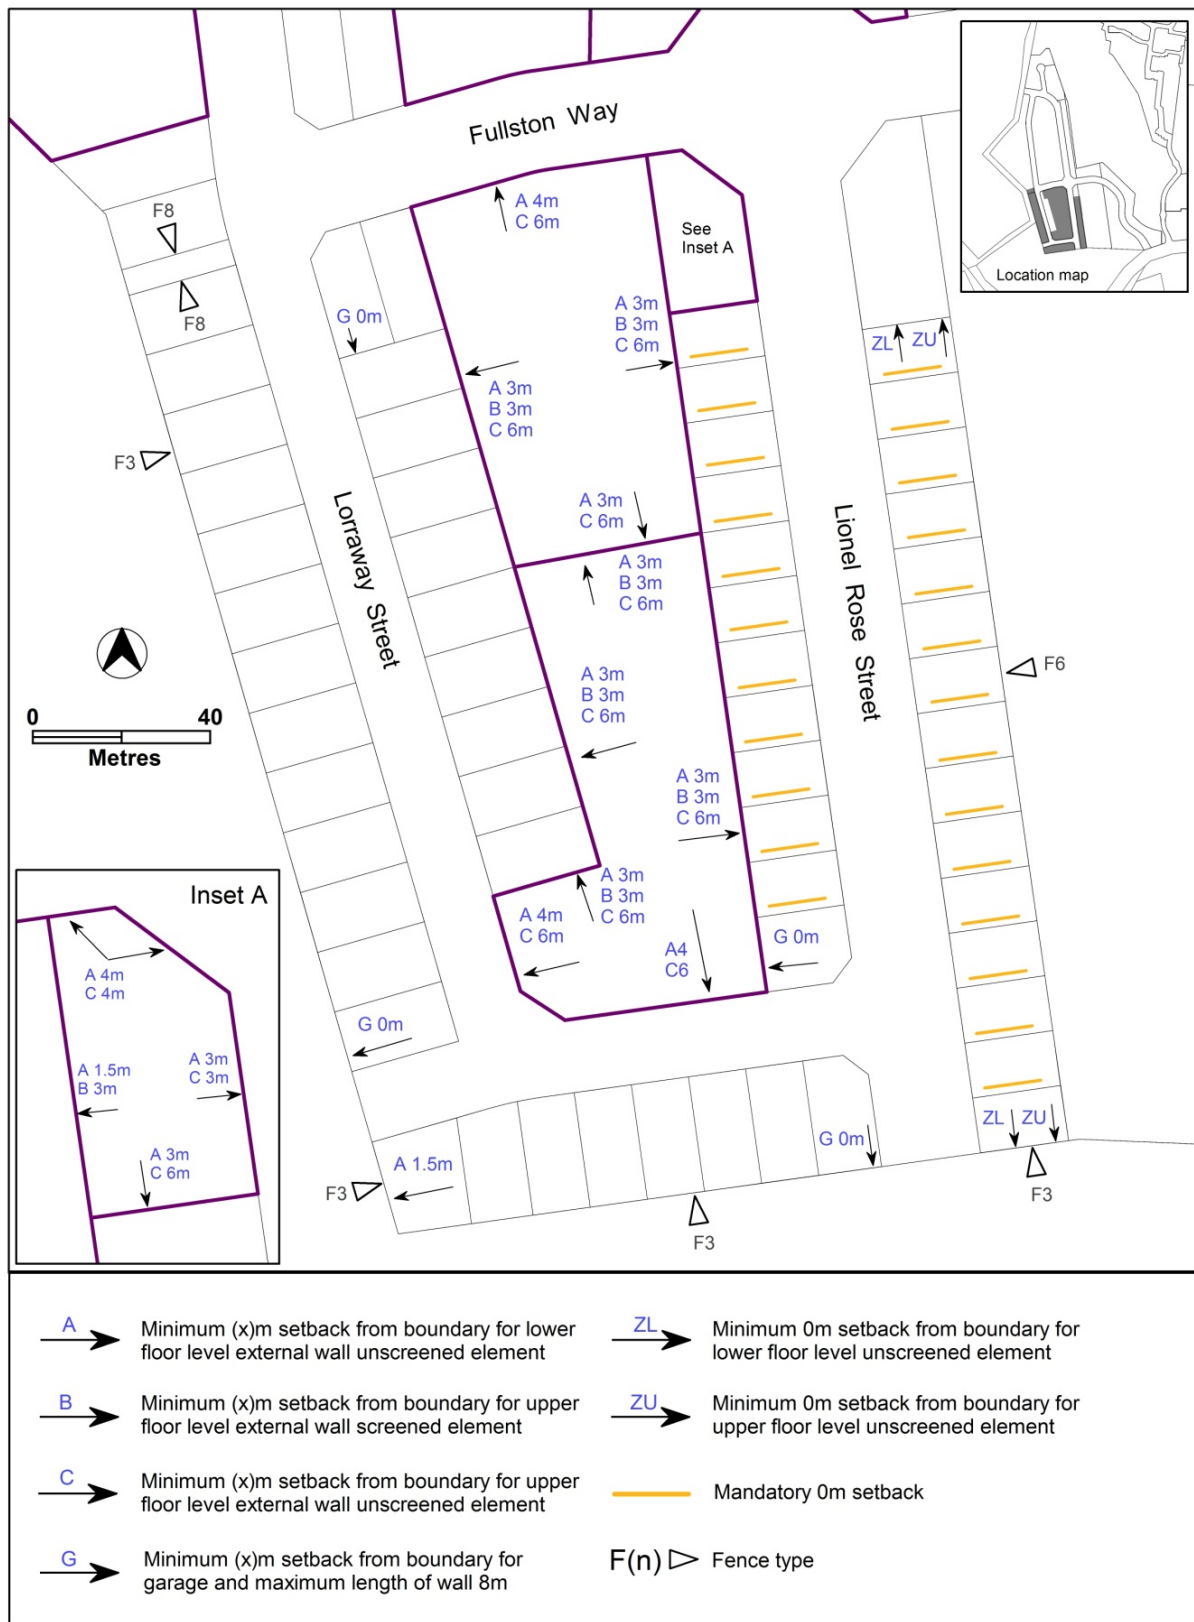 Fullston Way
F8
F8
A 4m
C 6m
See
Inset A
Location map
G 0m
A 3m
B 3m
C 6m
A 3m
B 3m
C 6m
ZL
ZU
F3
Lorraway Street
A 3m
C 6m
Lionel Rose Street
A 3m
B 3m
C 6m
F6
A 3m
B 3m
C 6m
0
40
Metres
A 3m
B 3m
C 6m
A 3m
B 3m
C 6m
A 4m
C 6m
A4
C6
G 0m
G 0m
Inset A
A 4m
C 4m
A 1.5m
B 3m
A 3m
C 3m
A 3m
C 6m
F3
A 1.5m
G 0m
F3
ZL
ZU
F3
A
Minimum (x)m setback from boundary for lower
floor level external wall unscreened element
B
Minimum (x)m setback from boundary for upper
floor level external wall screened element
C
Minimum (x)m setback from boundary for upper
floor level external wall unscreened element
G
Minimum (x)m setback from boundary for
garage and maximum length of wall 8m
ZL
Minimum 0m setback from boundary for
lower floor level unscreened element
ZU
Minimum 0m setback from boundary for
upper floor level unscreened element
Mandatory 0m setback
F(n)
Fence type